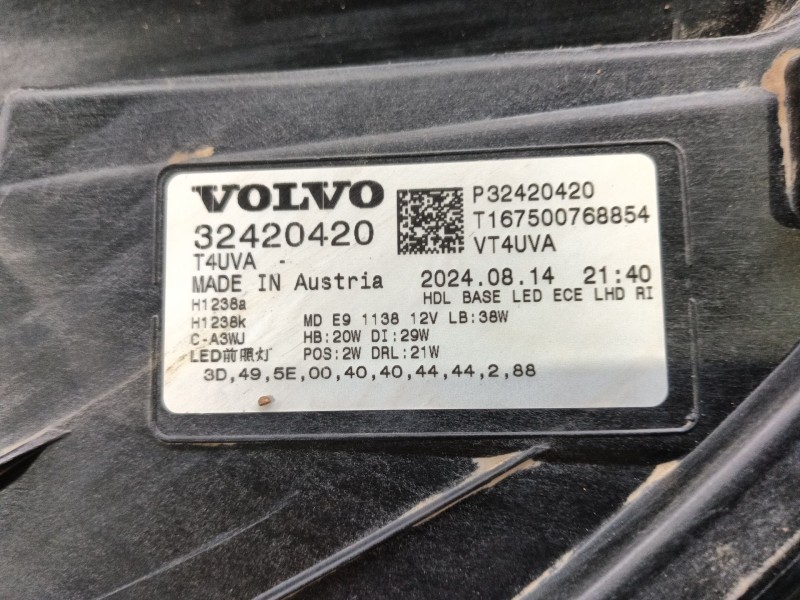 VOLVO P32420420
32420420 T167500768854
T4UVA - VT4UVA
MADE IN Austria 2024.08.14 21:40
H1238a HDL BASE LED ECE LHD RI
H1238k MD E9 1138 12V LB:38W
C-A3WJ HB:20W DI:29W
LED前照灯 POS:2W DRL:21W
3D,49,5E,00,40,40,44,44,2,88